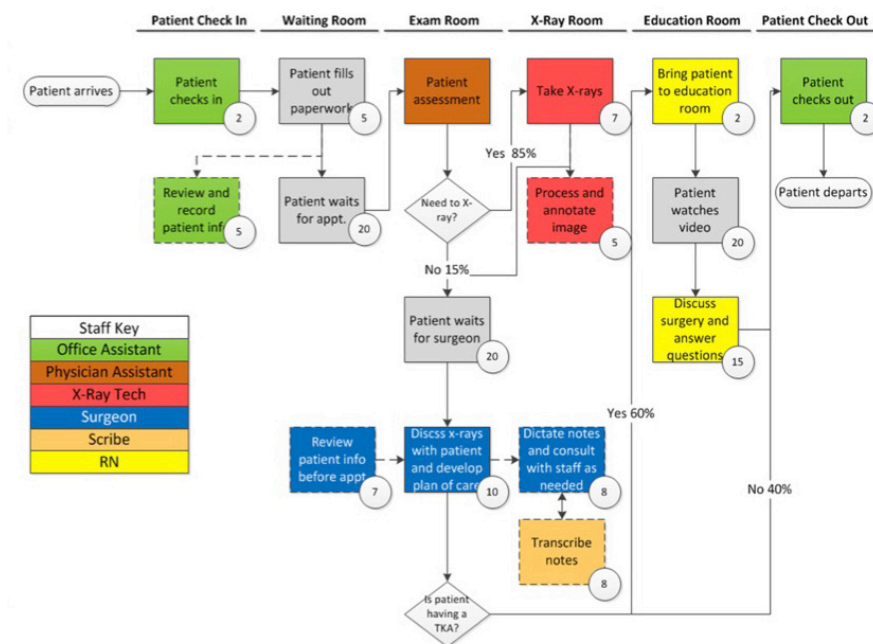 Patient Check In
Waiting Room
Exam Room
X-Ray Room
Education Room
Patient Check Out
Patient arrives
Patient
checks in
2
Patient fills
out
paperwork
5
Patient
assessment
Take X-rays
7
Bring patient
to education
room
2
Patient
checks out
2
Yes 85%
Review and
record
patient info
5
Patient waits
for appt.
20
Need to X-
ray?
Process and
annotate
image
5
Patient
watches
video
20
Patient departs
No 15%
Patient waits
for surgeon
20
Discuss
surgery and
answer
questions
15
Staff Key
Office Assistant
Physician Assistant
X-Ray Tech
Surgeon
Scribe
RN
Yes 60%
Review
patient info
before appt
7
Discss x-rays
with patient
and develop
plan of care
10
Dictate notes
and consult
with staff as
needed
8
No 40%
Transcribe
notes
8
Is
patient
having a
TKA?